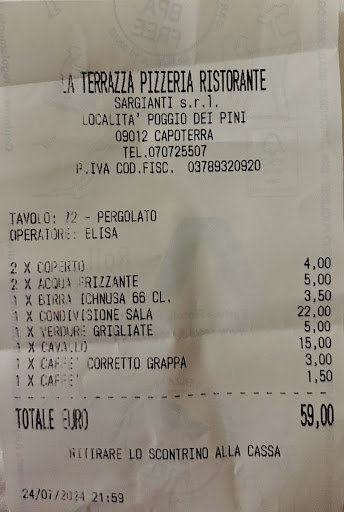 LA TERRAZZA PIZZERIA RISTORANTE
SARGIANTI s.r.l.
LOCALITA' POGGIO DEI PINI
09012 CAPOTERRA
TEL.070725507
P.IVA COD.FISC. 03789320920
TAVOLO: 72 - PERGOLATO
OPERATORE: ELISA
2 X COPERTO 4,00
2 X ACQUA FRIZZANTE 5,00
1 X BIRRA ICHNUSA 66 CL. 3,50
1 X CONDIVISIONE SALA 22,00
1 X VERDURE GRIGLIATE 5,00
1 X CAVALLO 15,00
1 X CAFFE' CORRETTO GRAPPA 3,00
1 X CAFFE' 1,50
TOTALE EURO 59,00
RITIRARE LO SCONTRINO ALLA CASSA
24/07/2024 21:59